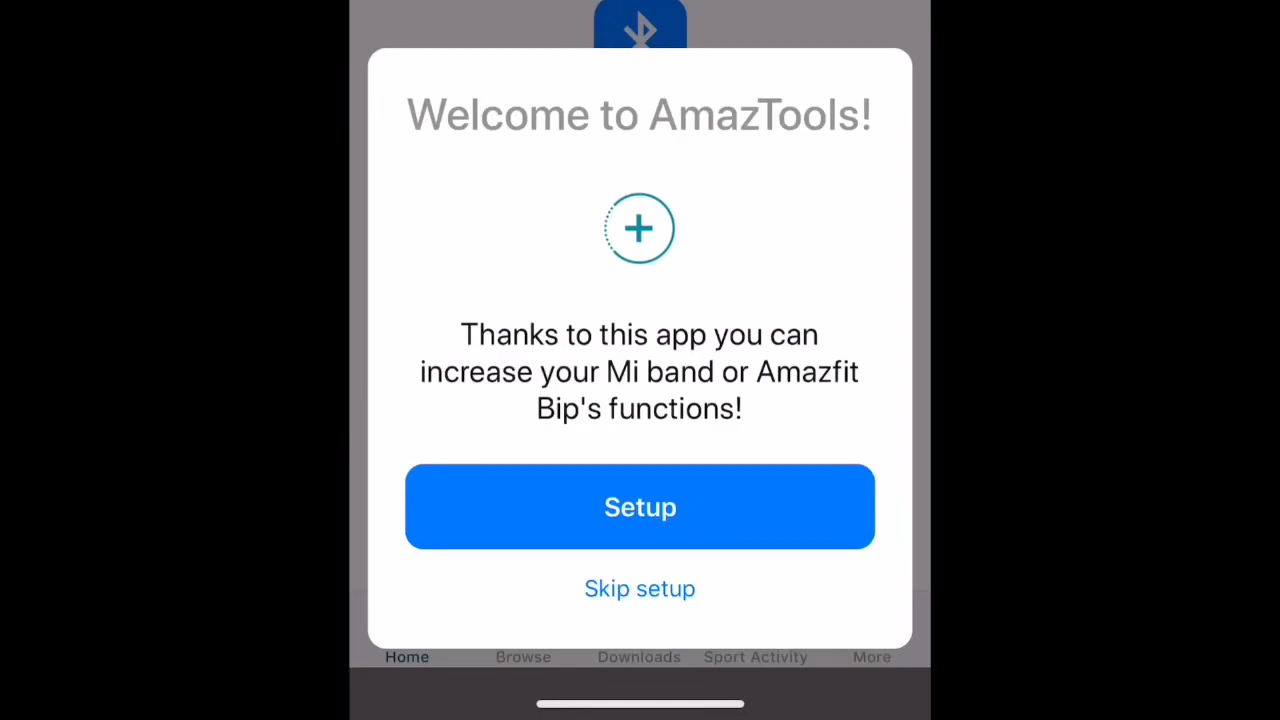 Welcome to AmazTools!
Thanks to this app you can
increase your Mi band or Amazfit
Bip's functions!
Setup
Skip setup
Home Browse Downloads Sport Activity More